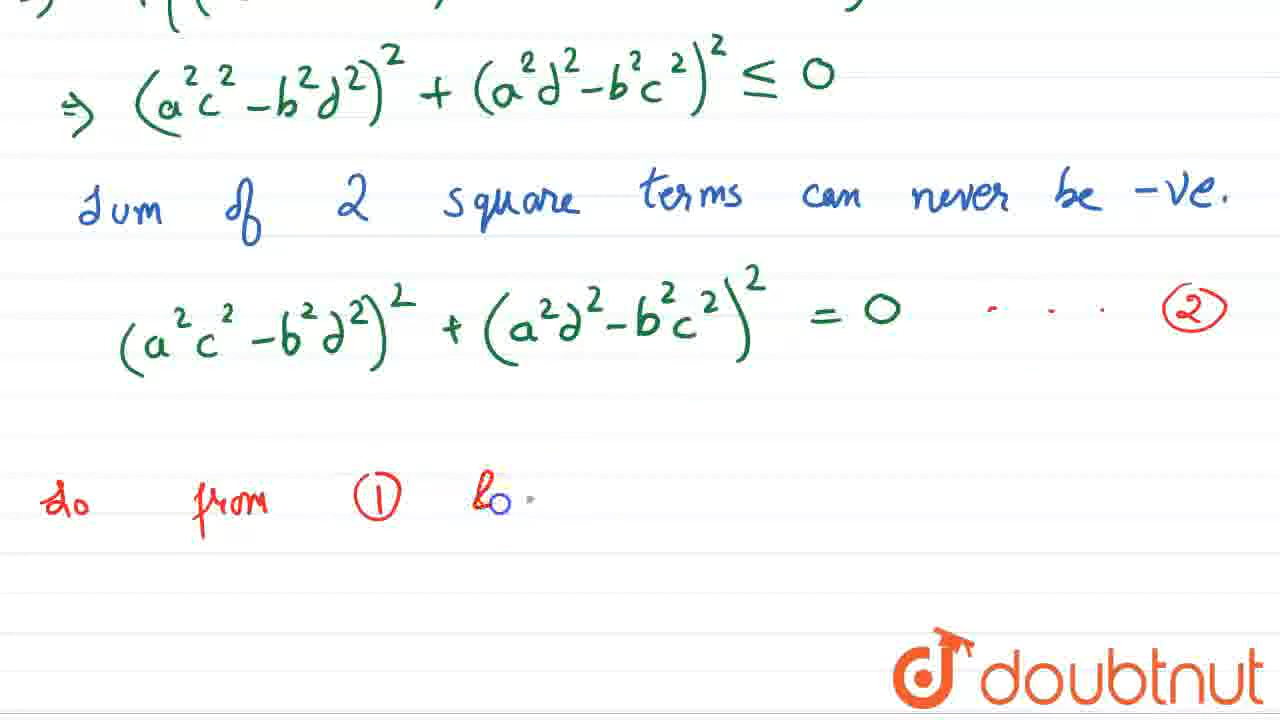 ⇒ (a²c² - b²d²)² + (a²d² - b²c²)² ≤ 0
Sum of 2 square terms can never be -ve.
(a²c² - b²d²)² + (a²d² - b²c²)² = 0 ... ②
So from ①
doubtnut